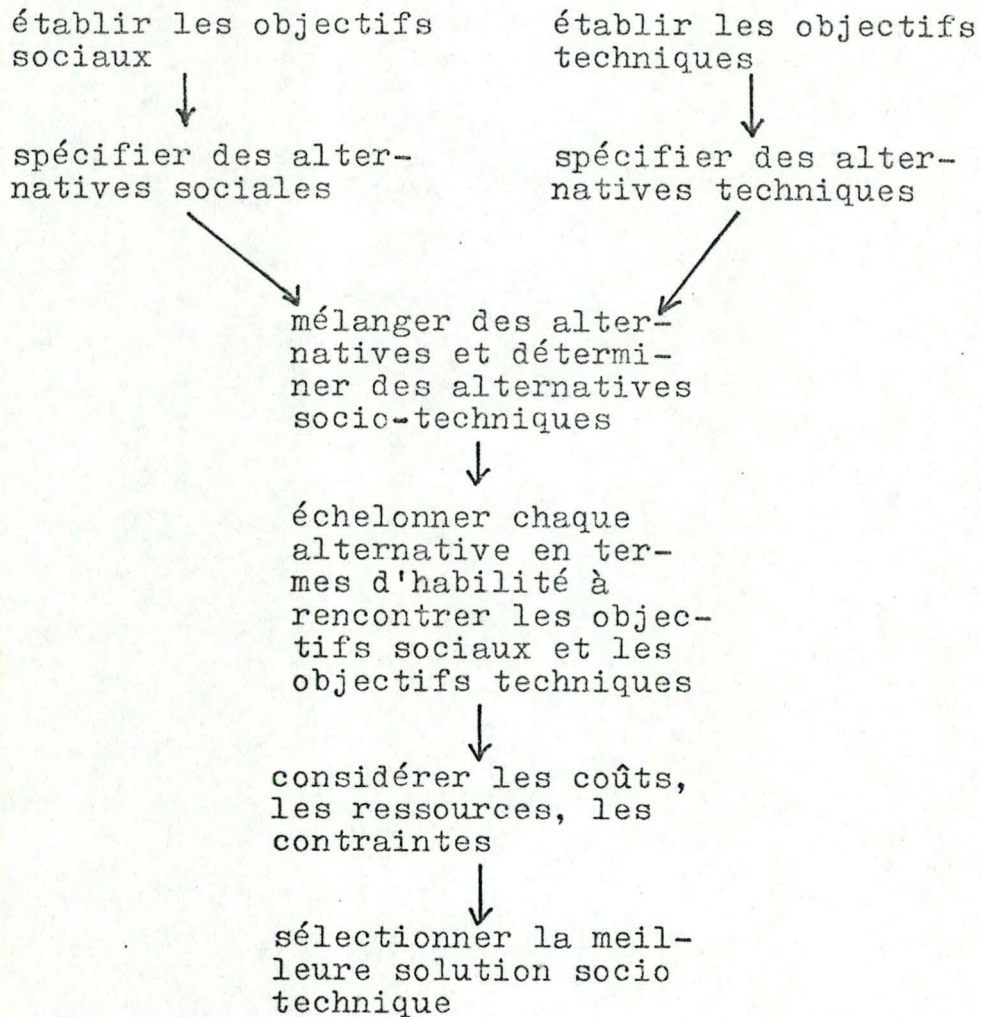 établir les objectifs
sociaux
établir les objectifs
techniques
spécifier des alter-
natives sociales
spécifier des alter-
natives techniques
mélanger des alter-
natives et détermi-
ner des alternatives
socio-techniques
échelonner chaque
alternative en ter-
mes d'habilité à
rencontrer les objec-
tifs sociaux et les
objectifs techniques
considérer les coûts,
les ressources, les
contraintes
sélectionner la meil-
leure solution socio
technique